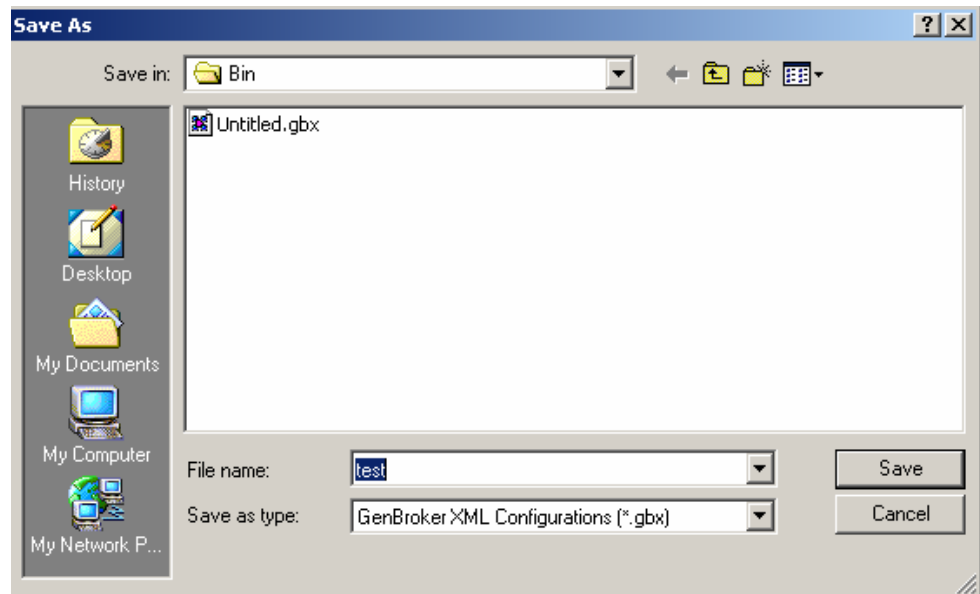 Save As
Save in:
Bin
Untitled.gbx
History
Desktop
My Documents
My Computer
My Network P...
File name:
test
Save
Save as type:
GenBroker XML Configurations (*.gbx)
Cancel